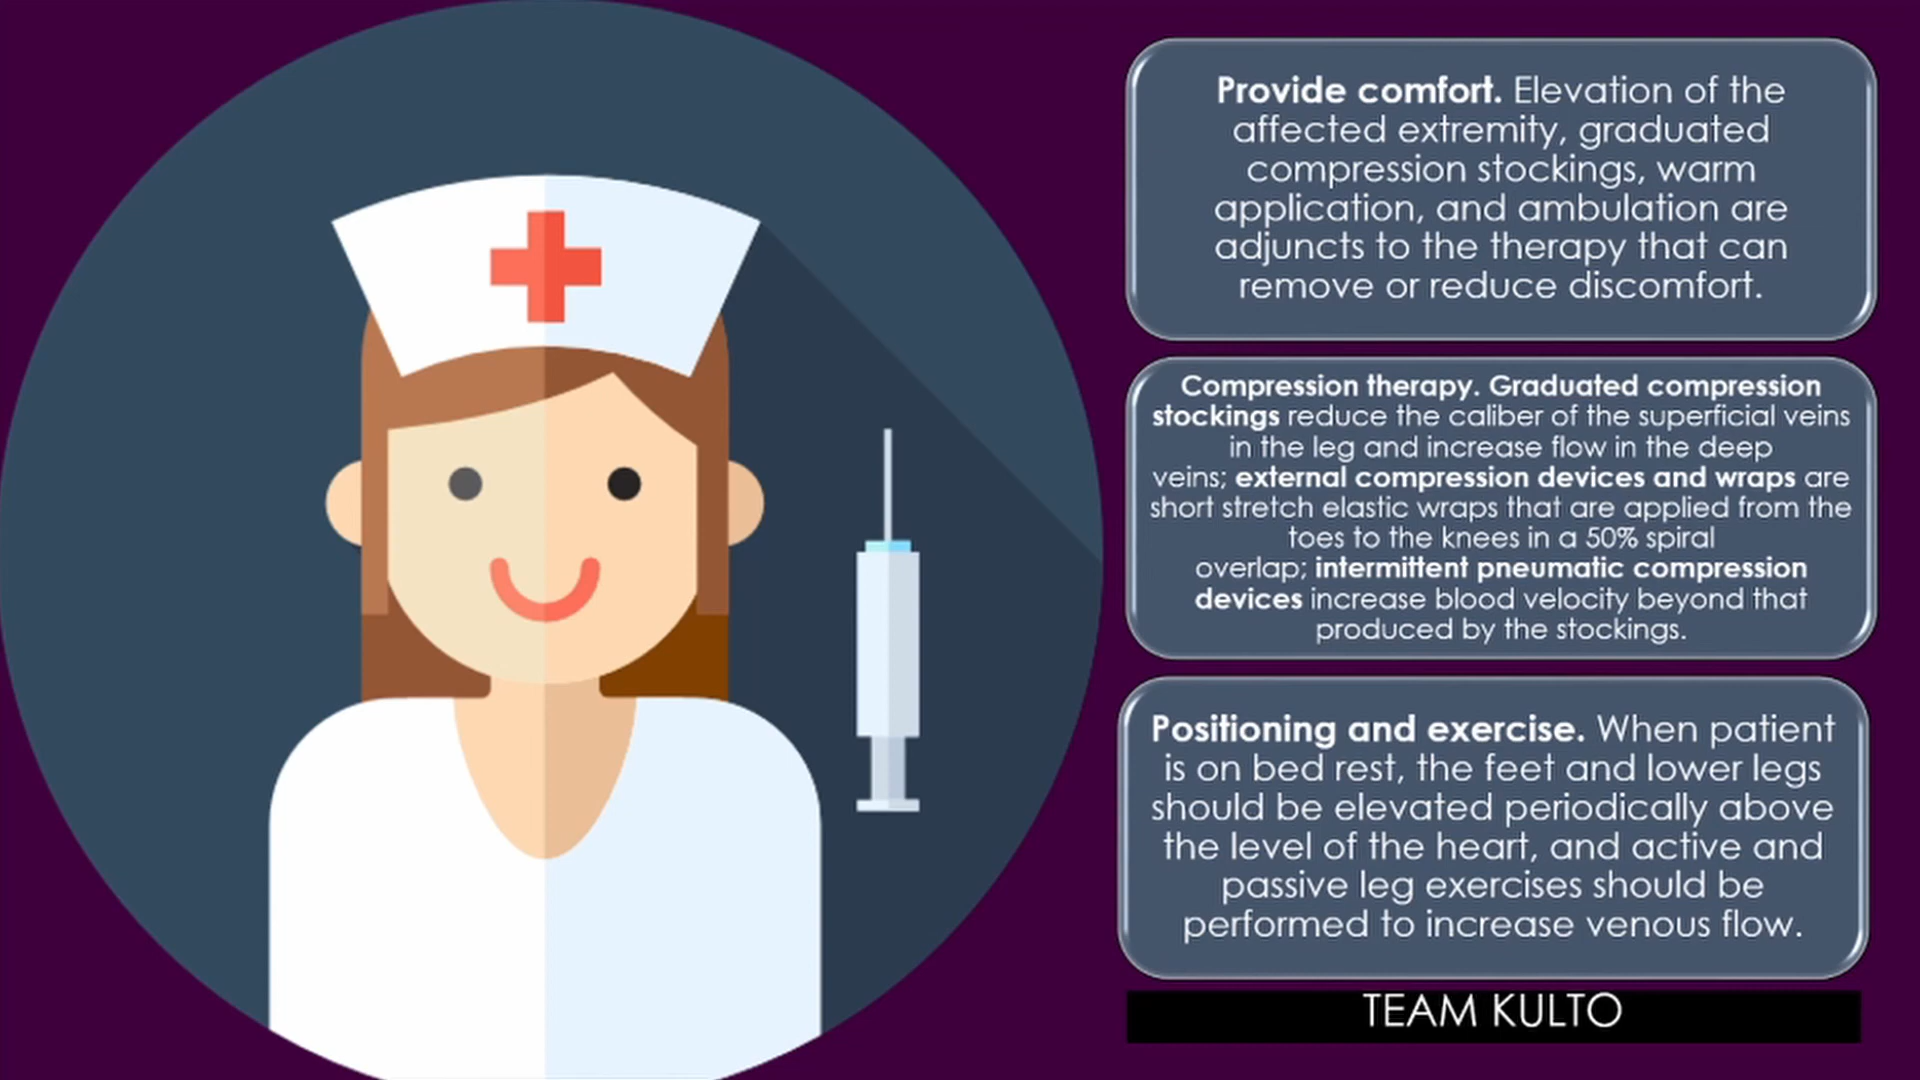 Provide comfort. Elevation of the
affected extremity, graduated
compression stockings, warm
application, and ambulation are
adjuncts to the therapy that can
remove or reduce discomfort.
Compression therapy. Graduated compression
stockings reduce the caliber of the superficial veins
in the leg and increase flow in the deep
veins; external compression devices and wraps are
short stretch elastic wraps that are applied from the
toes to the knees in a 50% spiral
overlap; intermittent pneumatic compression
devices increase blood velocity beyond that
produced by the stockings.
Positioning and exercise. When patient
is on bed rest, the feet and lower legs
should be elevated periodically above
the level of the heart, and active and
passive leg exercises should be
performed to increase venous flow.
TEAM KULTO